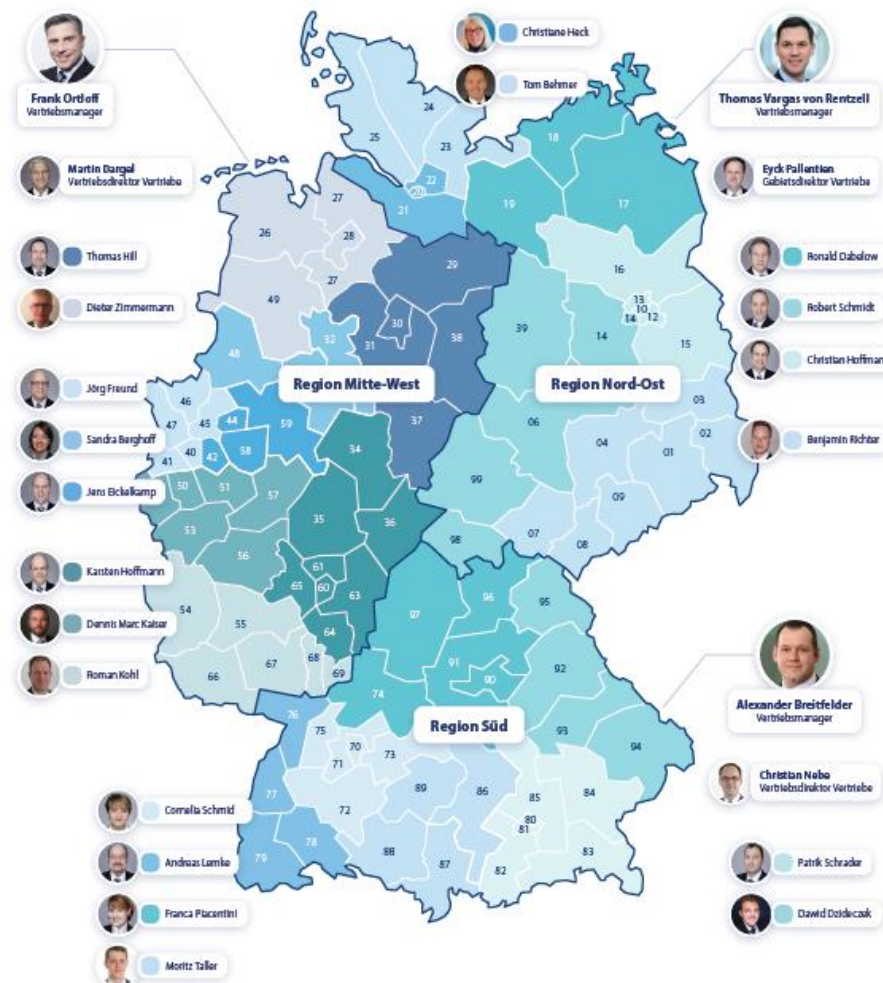 Christiane Heck
Tom Behmer
Frank Ortloff
Vertriebsmanager
Thomas Vargas von Rentzell
Vertriebsmanager
Martin Dargel
Vertriebsdirektor Vertriebe
Eyck Pallentien
Gebietsdirektor Vertriebe
Thomas Hill
Dieter Zimmermann
Jörg Freund
Sandra Berghoff
Jens Eickelkamp
Karsten Hoffmann
Dennis Marc Kaiser
Roman Kohl
Ronald Dabelow
Robert Schmidt
Christian Hoffmann
Benjamin Richter
Region Mitte-West
Region Nord-Ost
Region Süd
Alexander Breitfelder
Vertriebsmanager
Christian Nebe
Vertriebsdirektor Vertriebe
Cornelia Schmid
Andreas Lemke
Franca Piacentini
Moritz Taller
Patrik Schrader
Dawid Dzideczek
24
25
23
22
20
21
18
19
17
27
26
28
27
29
49
16
13
10
14
12
14
15
39
30
31
38
32
48
37
46
47
45
44
59
41
40
42
58
34
03
06
04
02
01
99
09
07
08
98
50
51
57
53
35
36
56
61
65
60
63
64
54
55
66
67
68
69
97
96
95
91
90
92
74
93
94
76
75
70
71
73
77
72
89
86
85
84
80
81
79
78
88
87
82
83